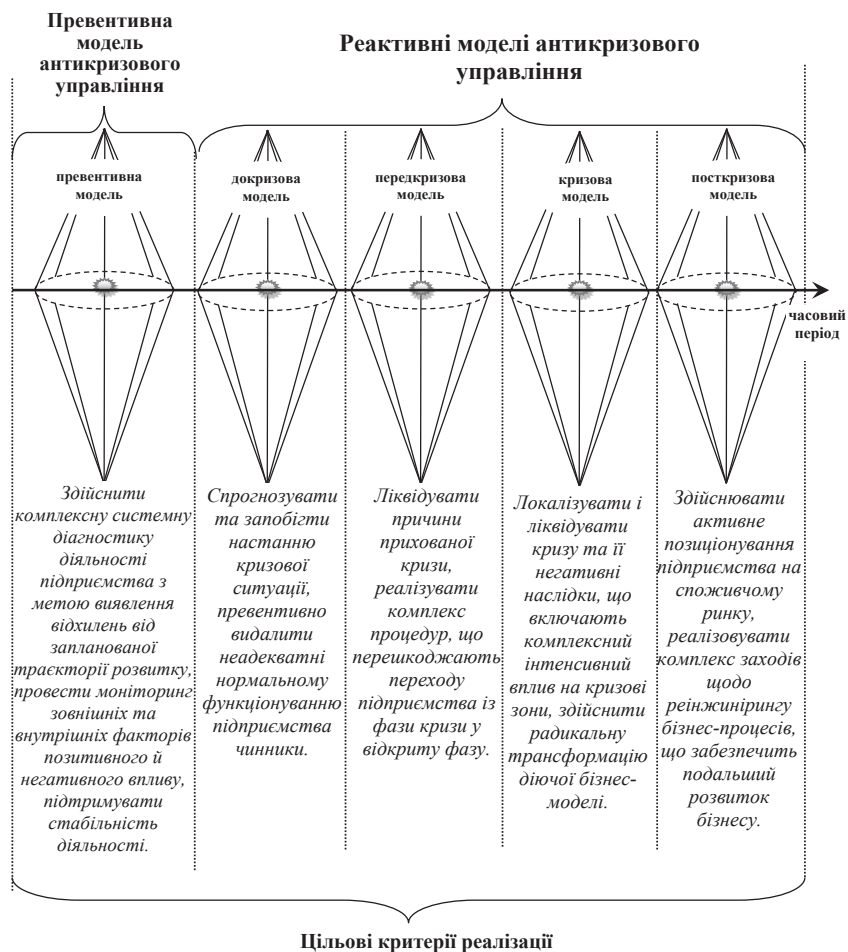 Превентивна
модель
антикризового
управління
Реактивні моделі антикризового
управління
превентивна
модель
докризова
модель
передкризова
модель
кризова
модель
посткризова
модель
часовий
період
Здійснити
комплексну системну
діагностику
діяльності
підприємства з
метою виявлення
відхилень від
запланованої
траєкторії розвитку,
провести моніторинг
зовнішніх та
внутрішніх факторів
позитивного й
негативного впливу,
підтримувати
стабільність
діяльності.
Спрогнозувати
та запобігти
настанню
кризової
ситуації,
превентивно
видалити
неадекватні
нормальному
функціонуванню
підприємства
чинники.
Ліквідувати
причини
прихованої
кризи,
реалізувати
комплекс
процедур, що
перешкоджають
переходу
підприємства із
фази кризи у
відкриту фазу.
Локалізувати і
ліквідувати
кризу та її
негативні
наслідки, що
включають
комплексний
інтенсивний
вплив на кризові
зони, здійснити
радикальну
трансформацію
діючої бізнес-
моделі.
Здійснювати
активне
позиціонування
підприємства на
споживчому
ринку,
реалізовувати
комплекс заходів
щодо
реінжинірингу
бізнес-процесів,
що забезпечить
подальший
розвиток
бізнесу.
Цільові критерії реалізації